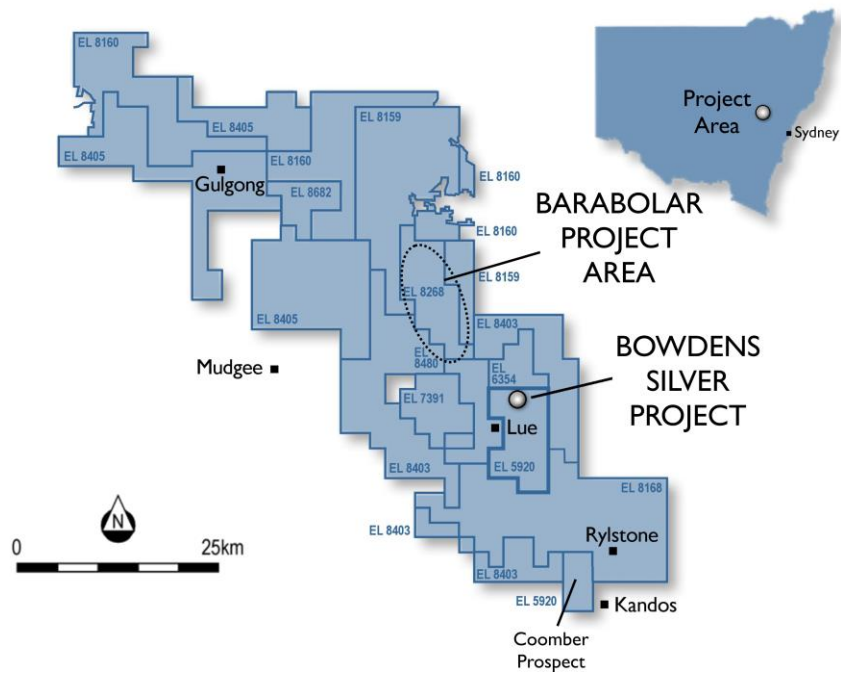 EL 8160
EL 8159
EL 8405
EL 8405
EL 8160
Gulgong
EL 8682
EL 8160
EL 8160
BARABOLAR
PROJECT
AREA
EL 8159
EL 8268
EL 8405
EL 8403
EL
8480
EL
6354
Mudgee
EL 7391
BOWDENS
SILVER
PROJECT
Lue
EL 8403
EL 5920
EL 8168
EL 8403
Rylstone
EL 8403
EL 5920
Kandos
Coomber
Prospect
N
0
25km
Project
Area
Sydney